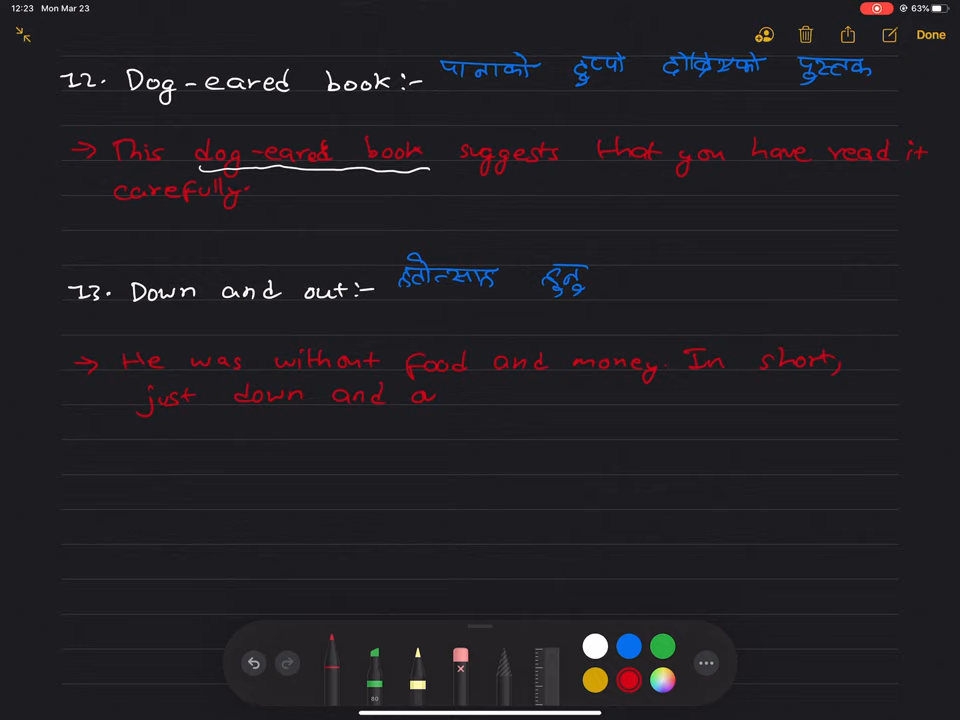 12:23 Mon Mar 23
63%
Done
12. Dog-eared book:- पानाको टुप्पो दोब्रिएको पुस्तक
→ This dog-eared book suggests that you have read it
carefully.
13. Down and out:- हतोत्साह हुनु
→ He was without food and money. In short,
just down and o
80